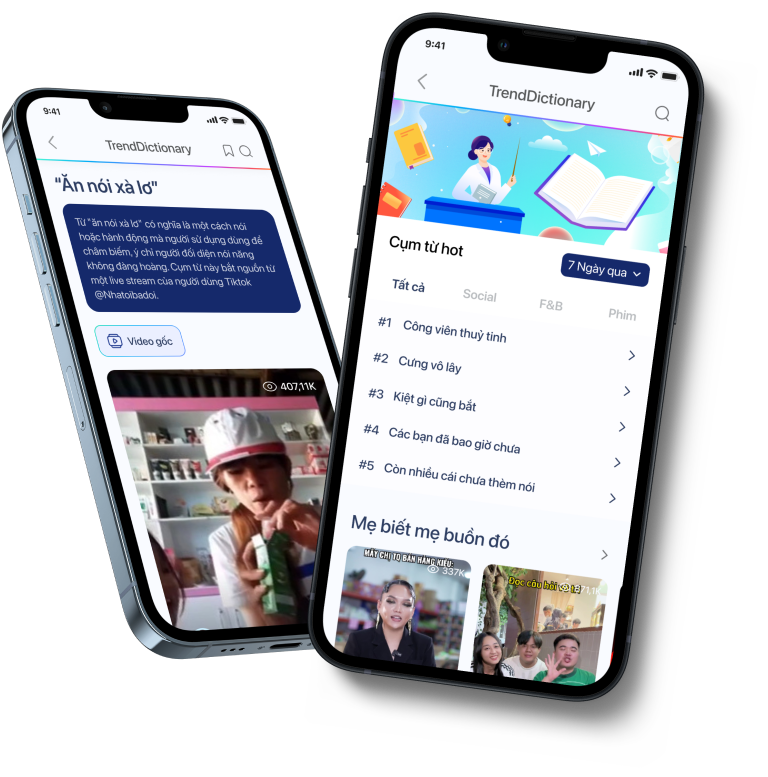 9:41
TrendDictionary
“Ăn nói xà lơ”
Từ "ăn nói xà lơ" có nghĩa là một cách nói
hoặc hành động mà người sử dụng dùng để
châm biếm, ý chỉ người đối diện nói năng
không đàng hoàng. Cụm từ này bắt nguồn từ
một live stream của người dùng Tiktok
@Nhatoibadoi.
Video gốc
407,11K
9:41
TrendDictionary
Cụm từ hot
7 Ngày qua
Tất cả Social F&B Phim
#1 Công viên thuỷ tinh
#2 Cưng vô lây
#3 Kiệt gì cũng bắt
#4 Các bạn đã bao giờ chưa
#5 Còn nhiều cái chưa thèm nói
Mẹ biết mẹ buồn đó
MẤY CHỊ TQ BÁN HÀNG KIỂU:
337K
Đọc câu hỏi